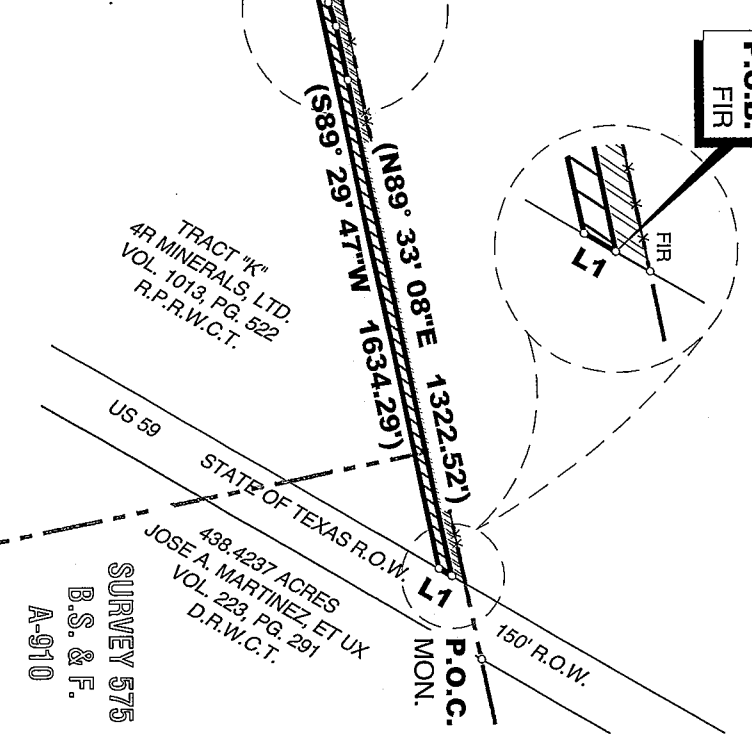 P.O.B.
FIR
FIR
L1
(N89° 33' 08"E 1322.52')
(S89° 29' 47"W 1634.29')
TRACT "K"
4R MINERALS, LTD.
VOL. 1013, PG. 522
R.P.R.W.C.T.
US 59
STATE OF TEXAS R.O.W.
L1
438.4237 ACRES
JOSE A. MARTINEZ, ET UX
VOL. 223, PG. 291
D.R.W.C.T.
P.O.C.
MON.
150' R.O.W.
SURVEY 575
B.S. & F.
A-910